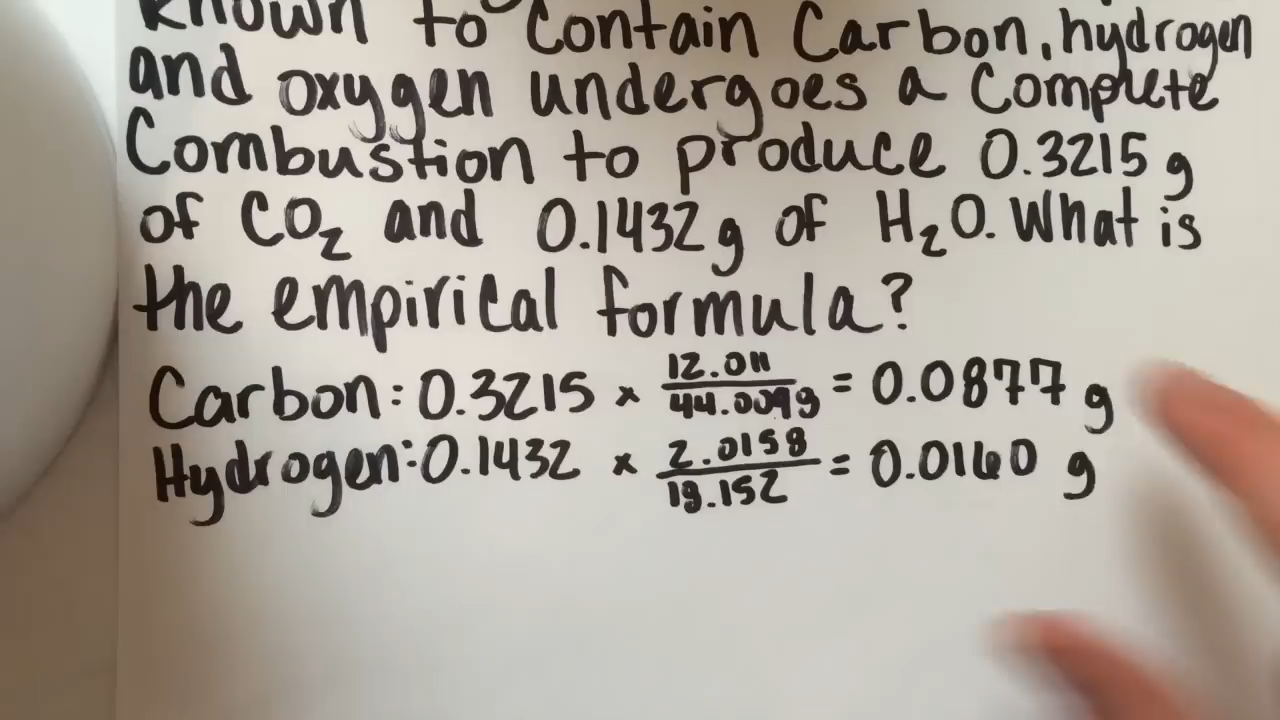 known to Contain Carbon, hydrogen
and oxygen undergoes a Complete
Combustion to produce 0.3215 g
of CO₂ and 0.1432 g of H₂O. What is
the empirical formula?
Carbon: 0.3215 × 12.011/44.009g = 0.0877 g
Hydrogen: 0.1432 × 2.0158/18.152 = 0.0160 g